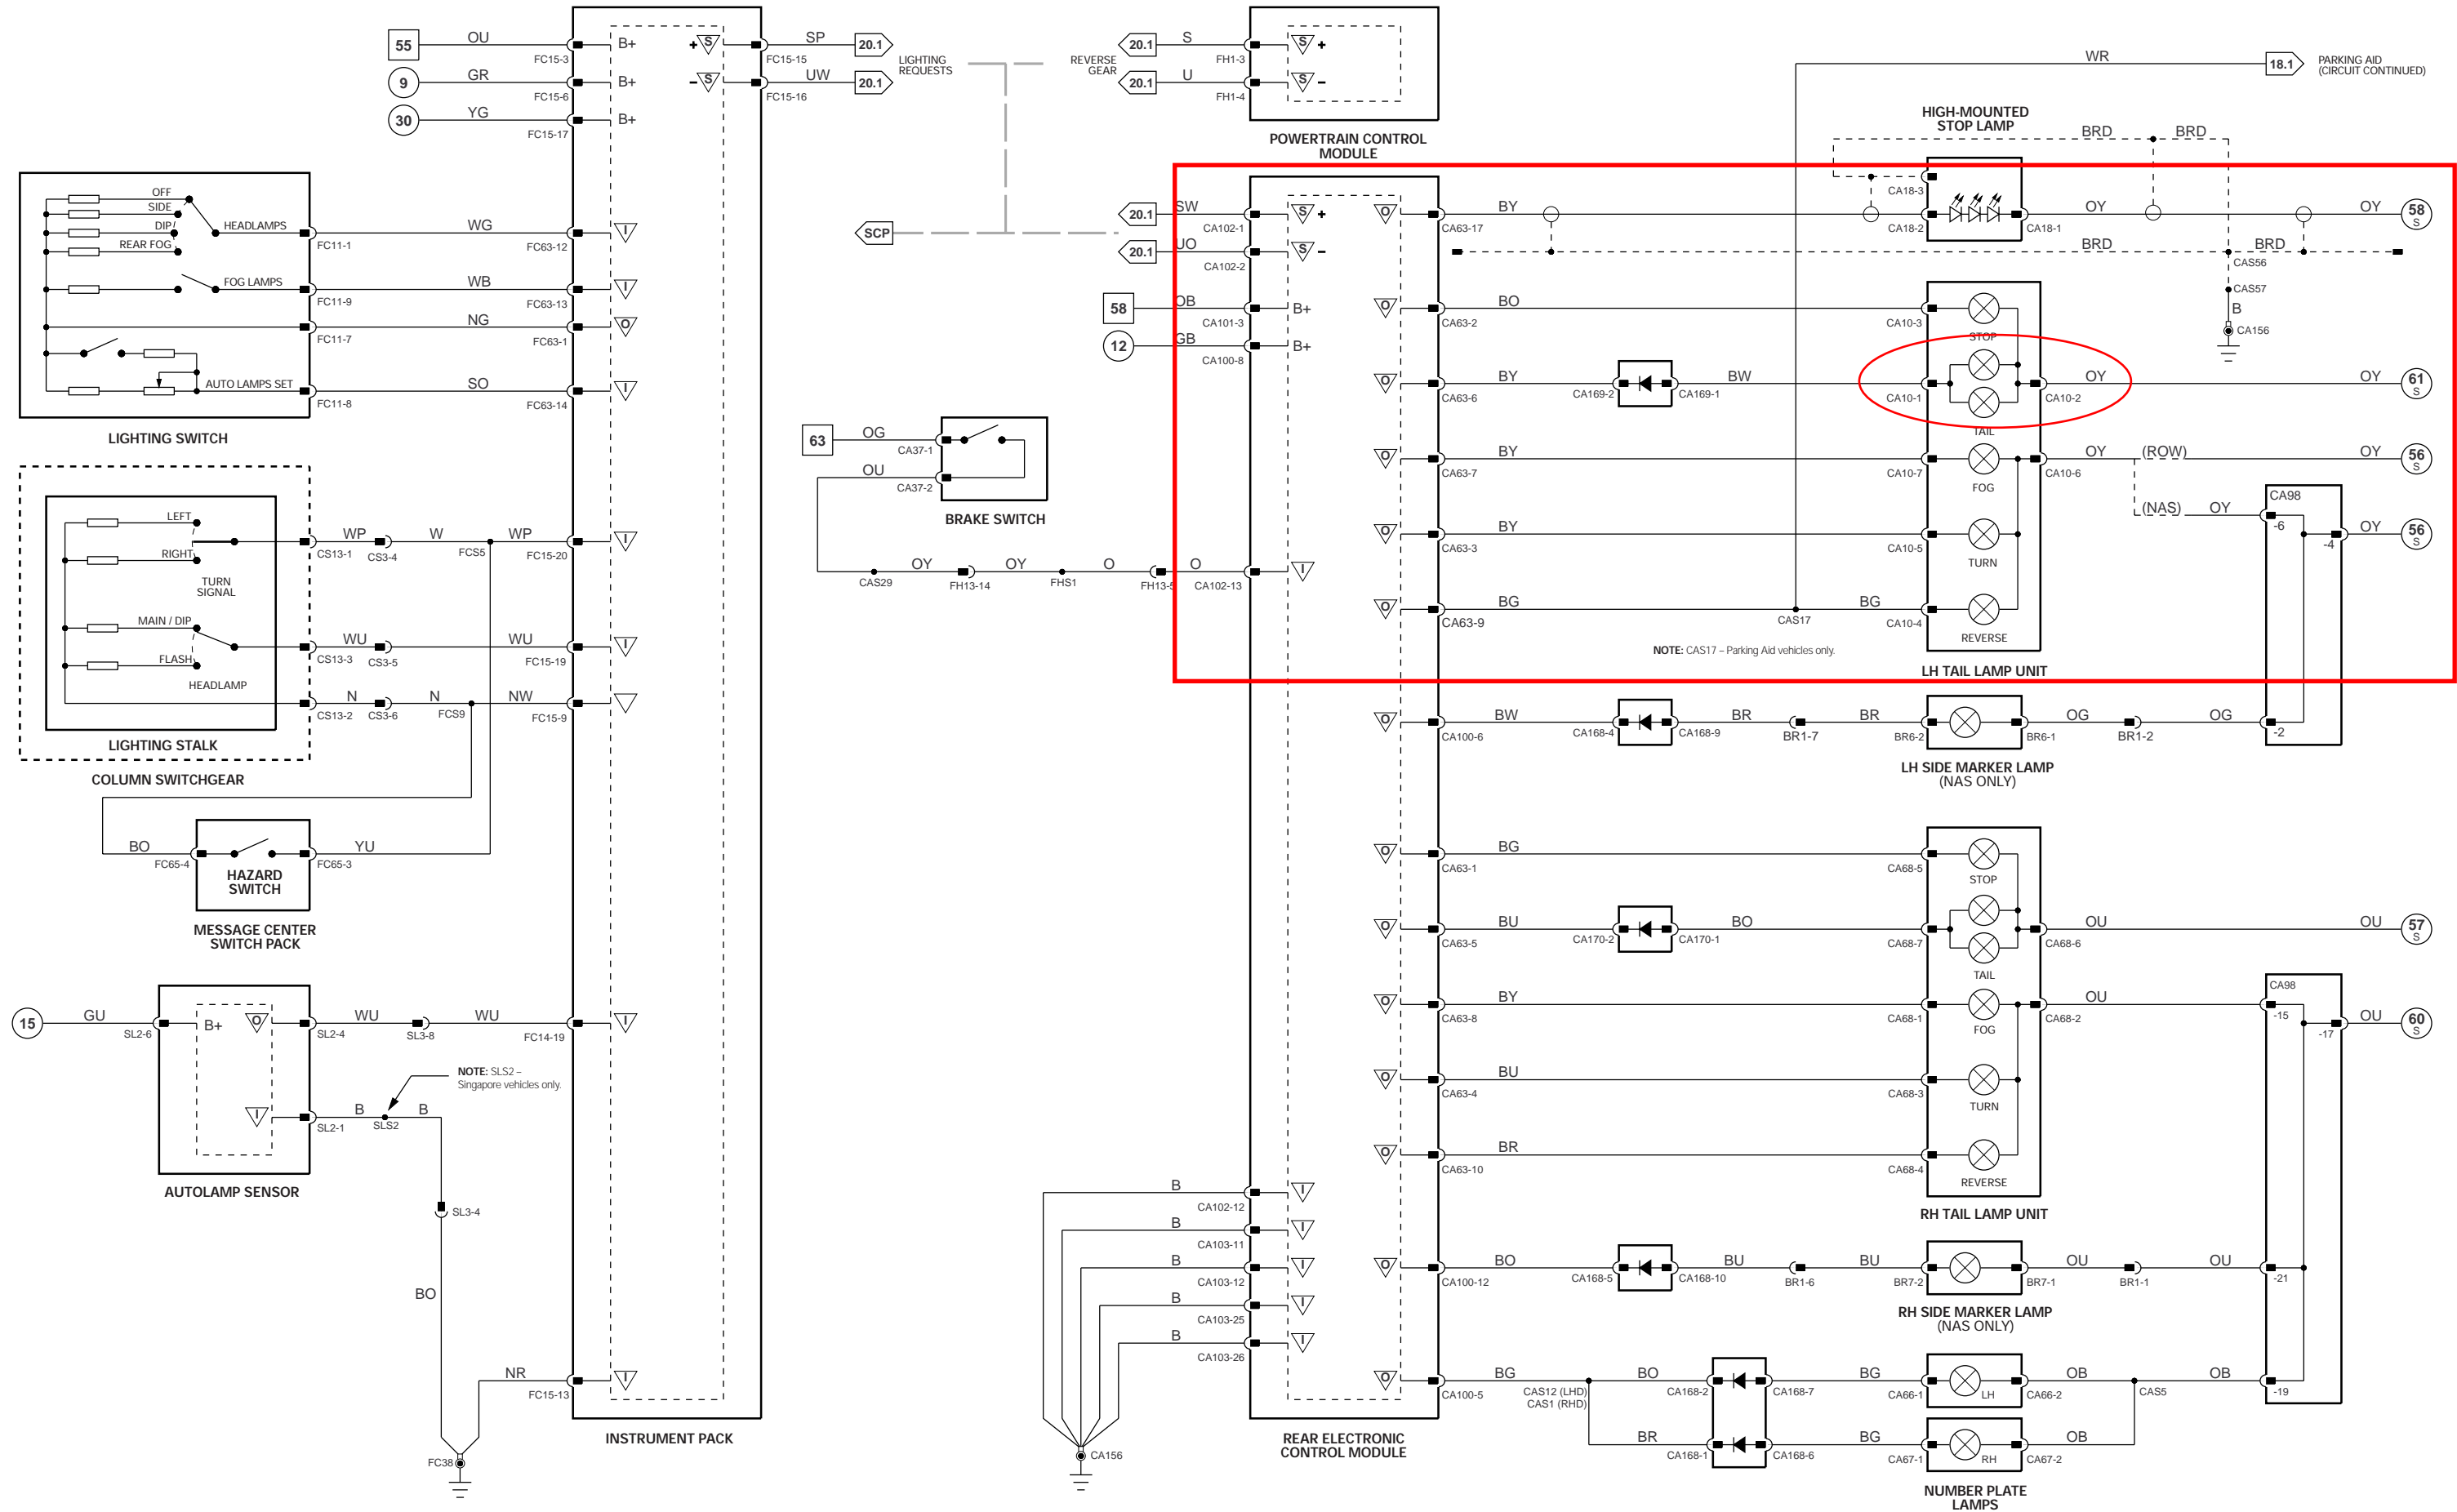 55
OU
FC15-3
B+
+ S
FC15-15
SP
20.1
9
GR
FC15-6
B+
– S
FC15-16
UW
20.1
LIGHTING
REQUESTS
30
YG
FC15-17
B+
REVERSE
GEAR
20.1
S
FH1-3
S +
20.1
U
FH1-4
S –
POWERTRAIN CONTROL
MODULE
WR
18.1
PARKING AID
(CIRCUIT CONTINUED)
HIGH-MOUNTED
STOP LAMP
BRD
BRD
OFF
SIDE
DIP
REAR FOG
HEADLAMPS
FC11-1
WG
FC63-12
I
FOG LAMPS
FC11-9
WB
FC63-13
I
FC11-7
NG
FC63-1
O
AUTO LAMPS SET
FC11-8
SO
FC63-14
I
LIGHTING SWITCH
SCP
20.1
SW
CA102-1
S +
20.1
UO
CA102-2
S –
58
OB
CA101-3
B+
12
GB
CA100-8
B+
O
CA63-17
BY
CA18-3
CA18-2
CA18-1
OY
OY
58
S
BRD
BRD
CAS56
CAS57
B
CA156
O
CA63-2
BO
CA10-3
STOP
O
CA63-6
BY
CA169-2
CA169-1
BW
CA10-1
TAIL
CA10-2
OY
OY
61
S
O
CA63-7
BY
CA10-7
FOG
CA10-6
OY
(ROW)
OY
56
S
(NAS)
OY
CA98
-6
-4
OY
56
S
O
CA63-3
BY
CA10-5
TURN
O
CA63-9
BG
CAS17
BG
CA10-4
REVERSE
NOTE: CAS17 – Parking Aid vehicles only.
LH TAIL LAMP UNIT
63
OG
CA37-1
OU
CA37-2
BRAKE SWITCH
CAS29
OY
FH13-14
OY
FHS1
O
FH13-5
O
CA102-13
I
LEFT
RIGHT
TURN
SIGNAL
CS13-1
WP
CS3-4
W
FCS5
WP
FC15-20
I
MAIN / DIP
FLASH
HEADLAMP
CS13-3
WU
CS3-5
WU
FC15-19
I
CS13-2
N
CS3-6
N
FCS9
NW
FC15-9
LIGHTING STALK
COLUMN SWITCHGEAR
O
CA100-6
BW
CA168-4
CA168-9
BR
BR1-7
BR
BR6-2
BR6-1
OG
BR1-2
OG
-2
LH SIDE MARKER LAMP
(NAS ONLY)
BO
FC65-4
FC65-3
YU
HAZARD
SWITCH
MESSAGE CENTER
SWITCH PACK
O
CA63-1
BG
CA68-5
STOP
O
CA63-5
BU
CA170-2
CA170-1
BO
CA68-7
TAIL
CA68-6
OU
OU
57
S
O
CA63-8
BY
CA68-1
FOG
CA68-2
OU
CA98
-15
-17
OU
60
S
O
CA63-4
BU
CA68-3
TURN
O
CA63-10
BR
CA68-4
REVERSE
RH TAIL LAMP UNIT
15
GU
SL2-6
B+
O
SL2-4
WU
SL3-8
WU
FC14-19
I
NOTE: SLS2 –
Singapore vehicles only.
I
SL2-1
B
SLS2
B
AUTOLAMP SENSOR
SL3-4
BO
NR
FC15-13
I
FC38
INSTRUMENT PACK
B
CA102-12
I
B
CA103-11
I
B
CA103-12
I
B
CA103-25
I
B
CA103-26
I
CA156
O
CA100-12
BO
CA168-5
CA168-10
BU
BR1-6
BU
BR7-2
BR7-1
OU
BR1-1
OU
-21
RH SIDE MARKER LAMP
(NAS ONLY)
O
CA100-5
BG
CAS12 (LHD)
CAS1 (RHD)
BO
CA168-2
CA168-7
BG
CA66-1
LH
CA66-2
OB
CAS5
OB
-19
BR
CA168-1
CA168-6
BG
CA67-1
RH
CA67-2
OB
REAR ELECTRONIC
CONTROL MODULE
NUMBER PLATE
LAMPS